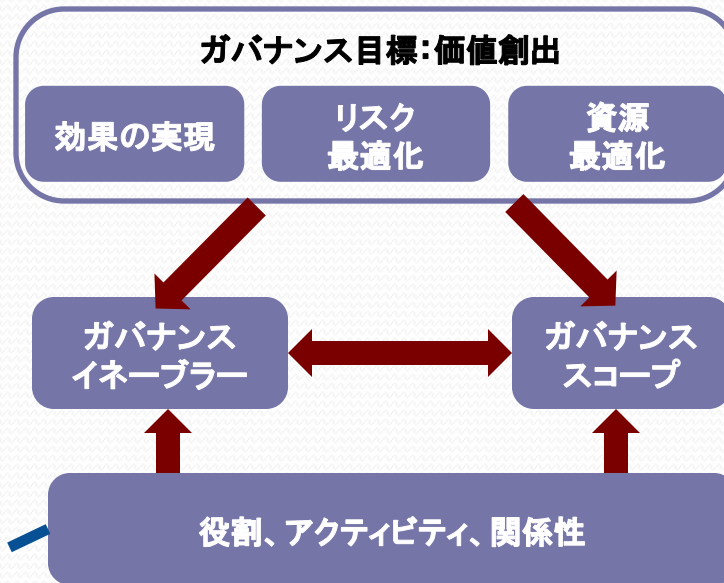 ガバナンス目標：価値創出
効果の実現
リスク
最適化
資源
最適化
ガバナンス
イネーブラー
ガバナンス
スコープ
役割、アクティビティ、関係性